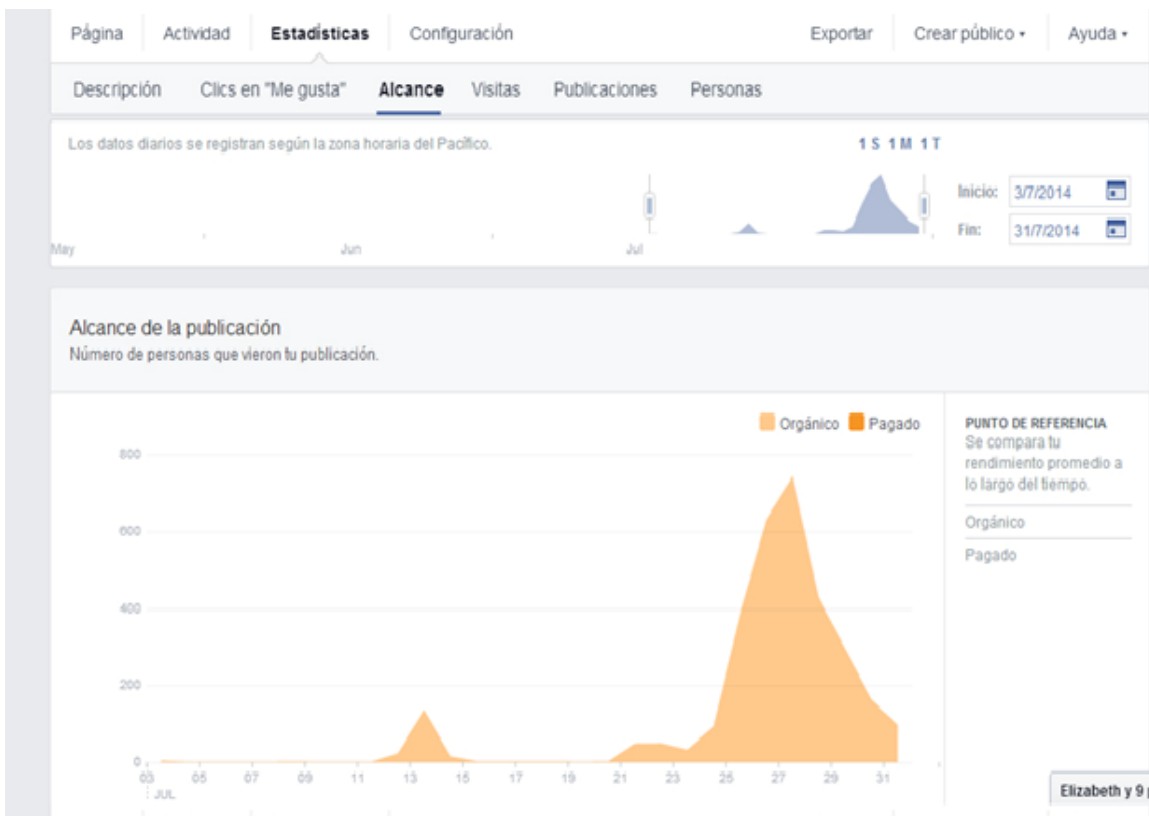 Página Actividad Estadísticas Configuración Exportar Crear público Ayuda
Descripción Clics en "Me gusta" Alcance Visitas Publicaciones Personas
Los datos diarios se registran según la zona horaria del Pacífico.
1 S 1 M 1 T
Inicio: 3/7/2014
Fin: 31/7/2014
May Jun Jul
Alcance de la publicación
Número de personas que vieron tu publicación.
Orgánico Pagado
PUNTO DE REFERENCIA
Se compara tu
rendimiento promedio a
lo largo del tiempo.
Orgánico
Pagado
800
600
400
200
0
03 05 07 09 11 13 15 17 19 21 23 25 27 29 31
JUL
Elizabeth y 9